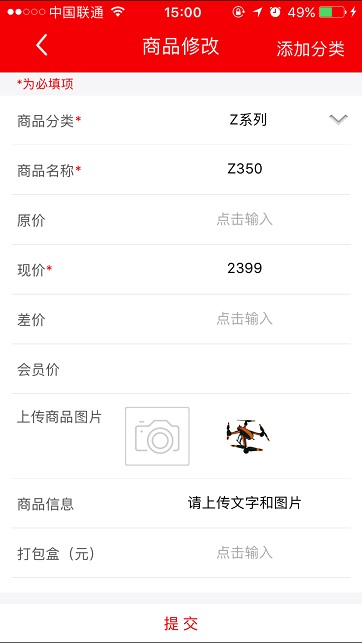 中国联通 15:00 49%
商品修改 添加分类
*为必填项
商品分类* Z系列
商品名称* Z350
原价 点击输入
现价* 2399
差价 点击输入
会员价
上传商品图片
商品信息 请上传文字和图片
打包盒（元） 点击输入
提交